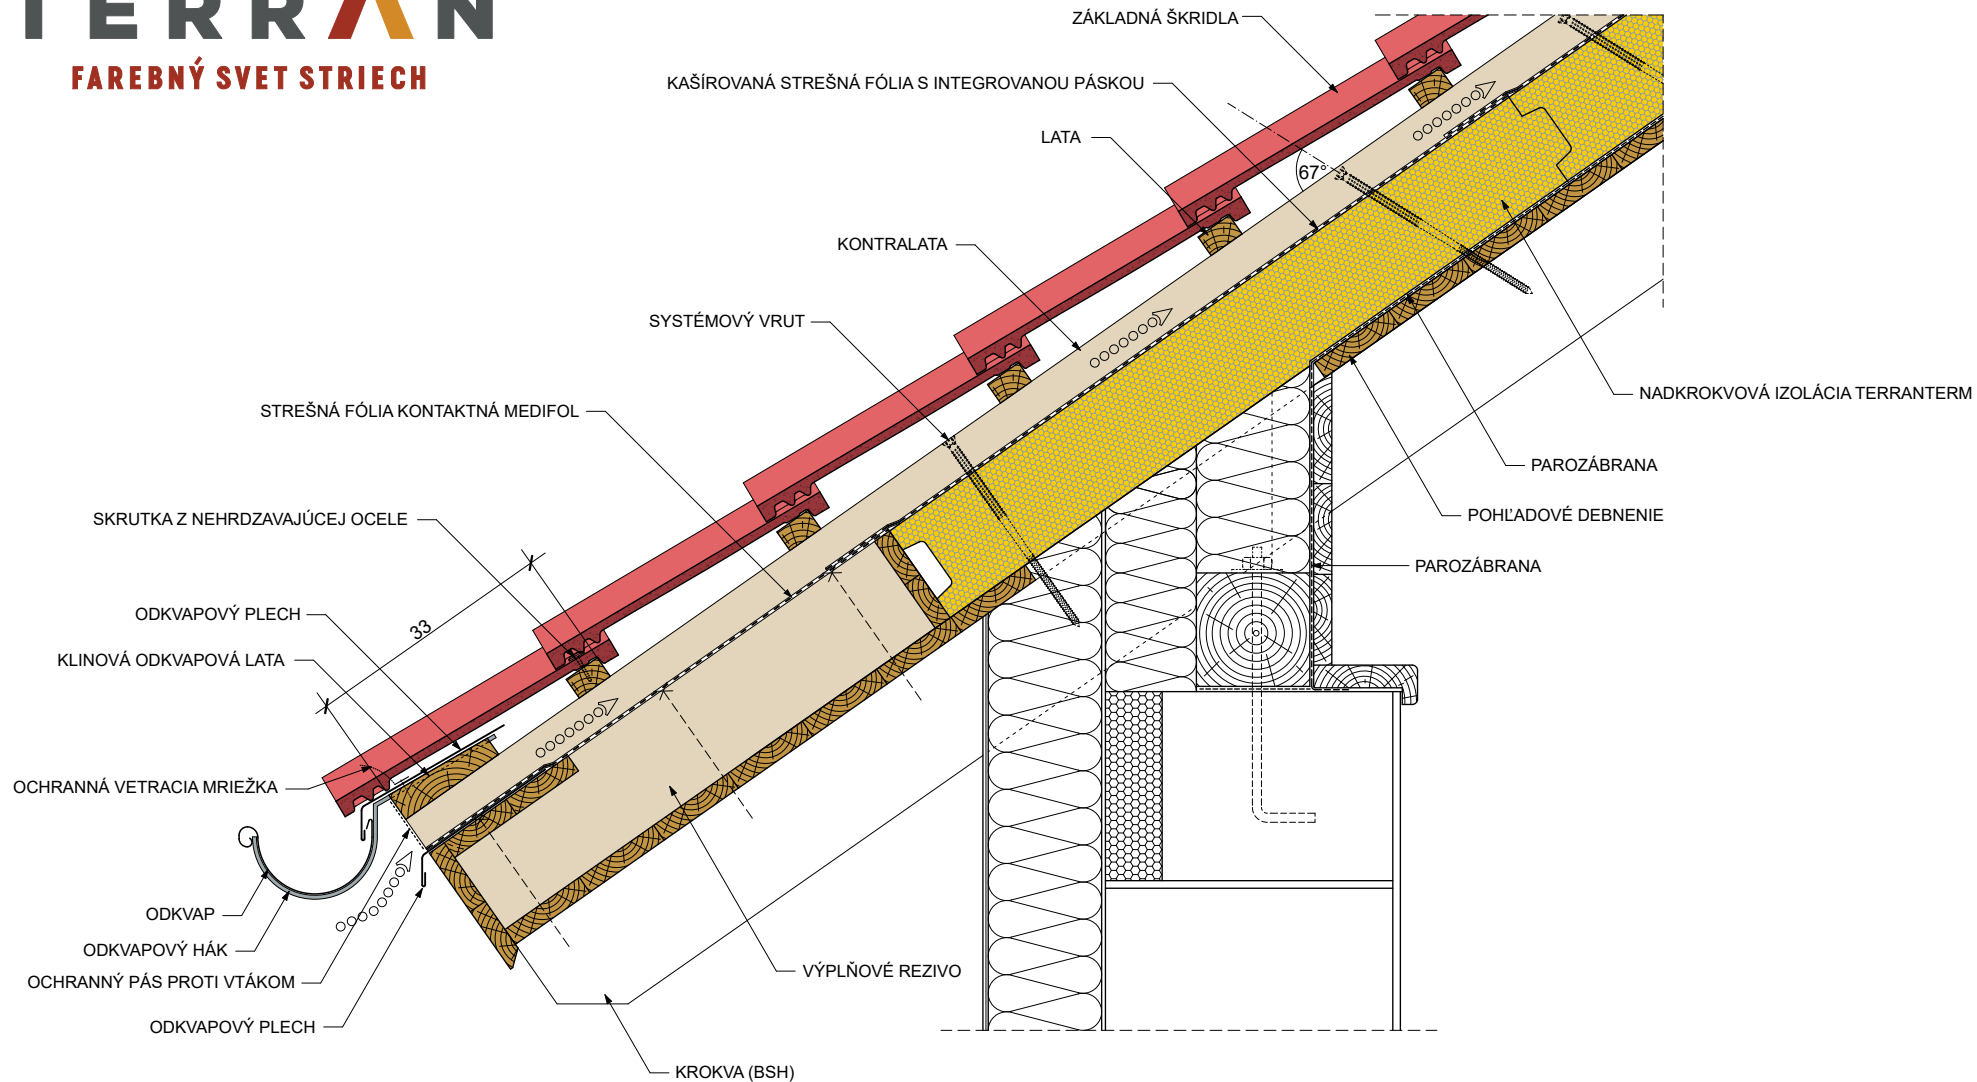 TERRAN
FAREBNÝ SVET STRIECH
ZÁKLADNÁ ŠKRIDLA
KAŠÍROVANÁ STREŠNÁ FÓLIA S INTEGROVANOU PÁSKOU
LATA
67°
KONTRALATA
SYSTÉMOVÝ VRUT
NADKROKVOVÁ IZOLÁCIA TERRANTERM
STREŠNÁ FÓLIA KONTAKTNÁ MEDIFOL
PAROZÁBRANA
SKRUTKA Z NEHRDZAVAJÚCEJ OCELE
POHĽADOVÉ DEBNENIE
PAROZÁBRANA
ODKVAPOVÝ PLECH
33
KLINOVÁ ODKVAPOVÁ LATA
OCHRANNÁ VETRACIA MRIEŽKA
ODKVAP
ODKVAPOVÝ HÁK
VÝPLŇOVÉ REZIVO
OCHRANNÝ PÁS PROTI VTÁKOM
ODKVAPOVÝ PLECH
KROKVA (BSH)